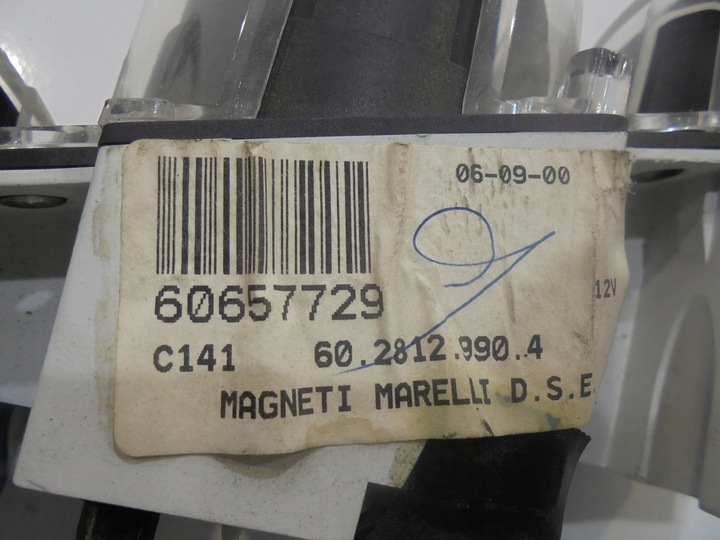 06-09-00
60657729
12V
C141 60.2812.990.4
MAGNETI MARELLI D.S.E.